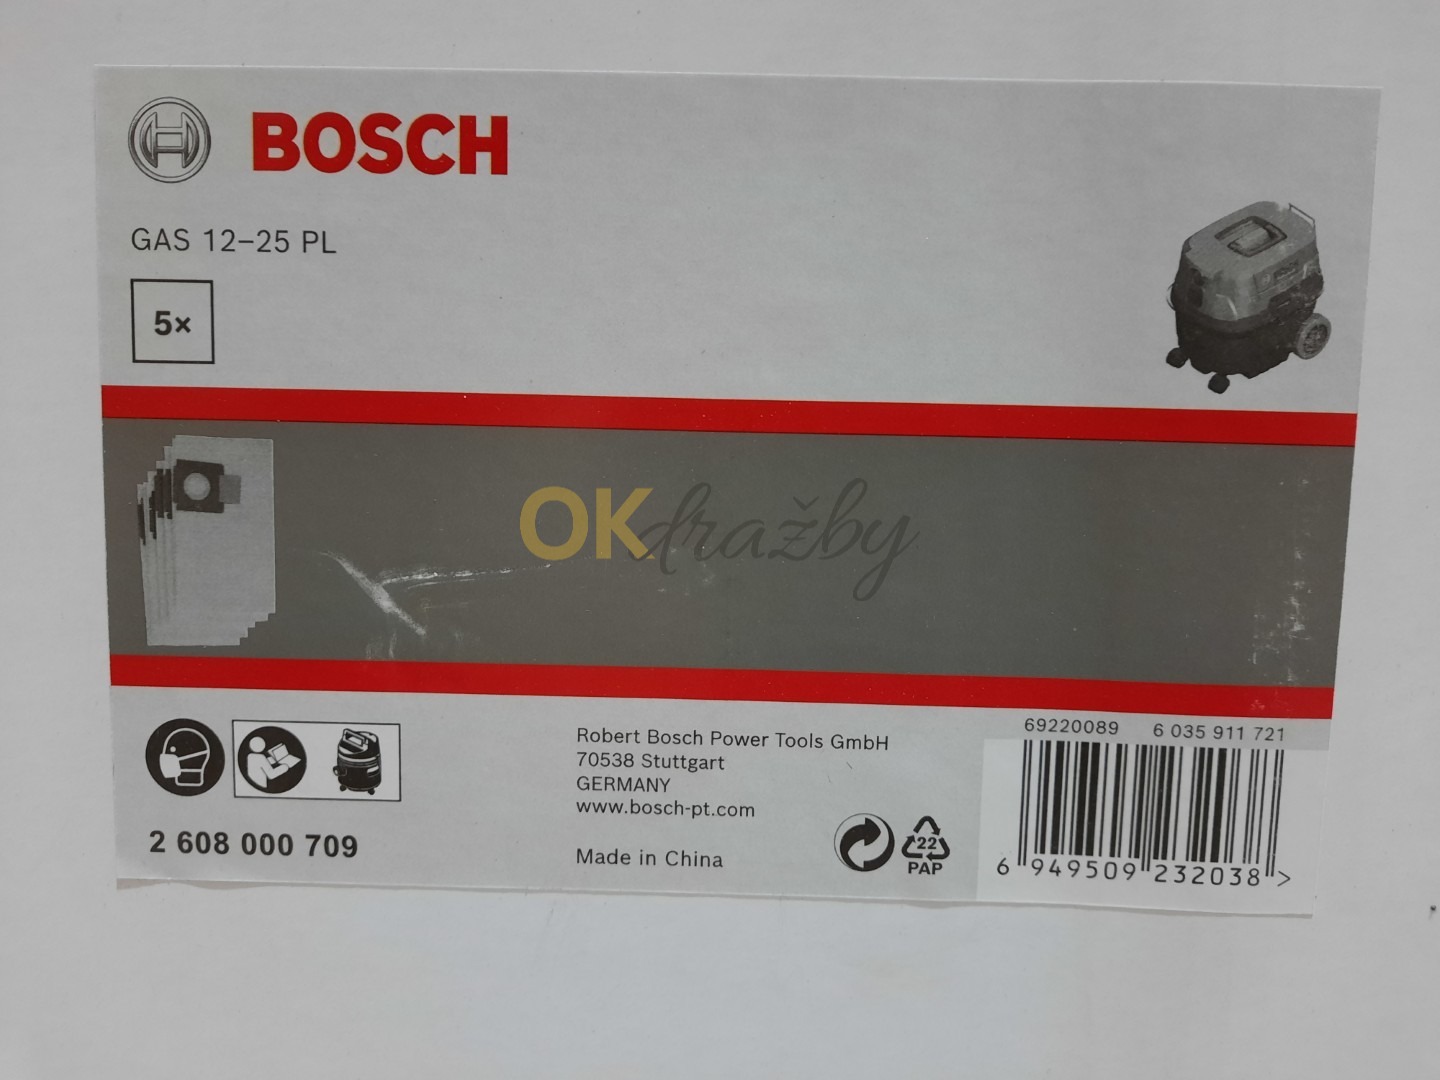 BOSCH
GAS 12-25 PL
5×
OKdražby
Robert Bosch Power Tools GmbH
70538 Stuttgart
GERMANY
www.bosch-pt.com
Made in China
2 608 000 709
22
PAP
69220089 6 035 911 721
6 949509 232038 >